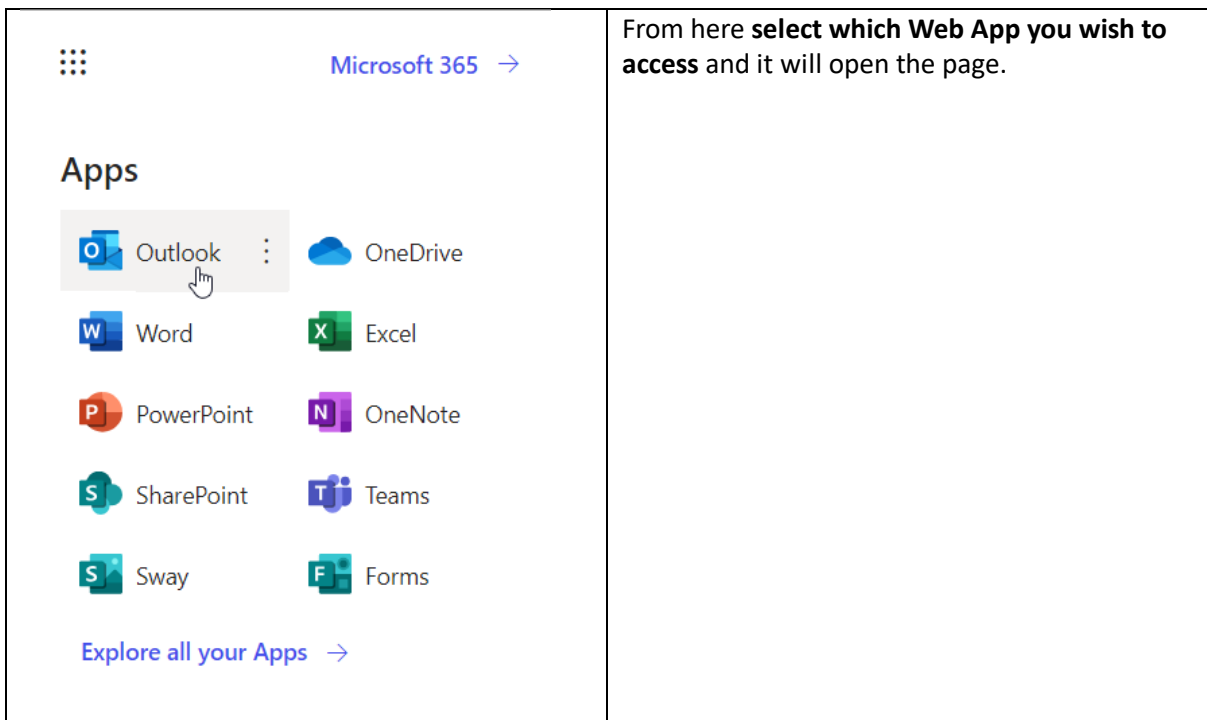 Microsoft 365 →
Apps
O Outlook
OneDrive
W Word
X Excel
P PowerPoint
N OneNote
S SharePoint
T Teams
S Sway
F Forms
Explore all your Apps →
From here select which Web App you wish to
access and it will open the page.